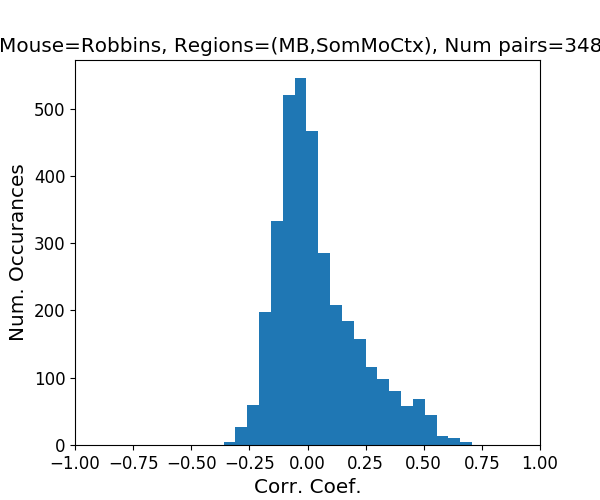 Mouse=Robbins, Regions=(MB,SomMoCtx), Num pairs=348
Num. Occurances
500
400
300
200
100
0
−1.00 −0.75 −0.50 −0.25 0.00 0.25 0.50 0.75 1.00
Corr. Coef.